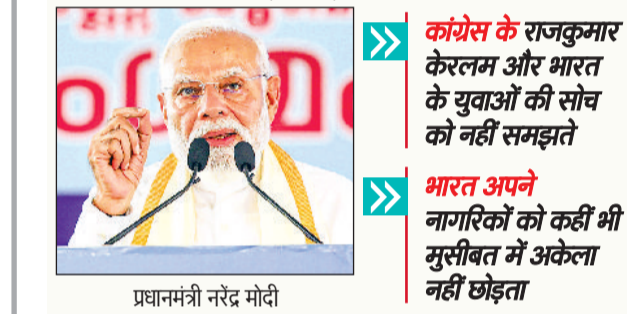 कांग्रेस के राजकुमार
केरलम और भारत
के युवाओं की सोच
को नहीं समझते
भारत अपने
नागरिकों को कहीं भी
मुसीबत में अकेला
नहीं छोड़ता
प्रधानमंत्री नरेंद्र मोदी